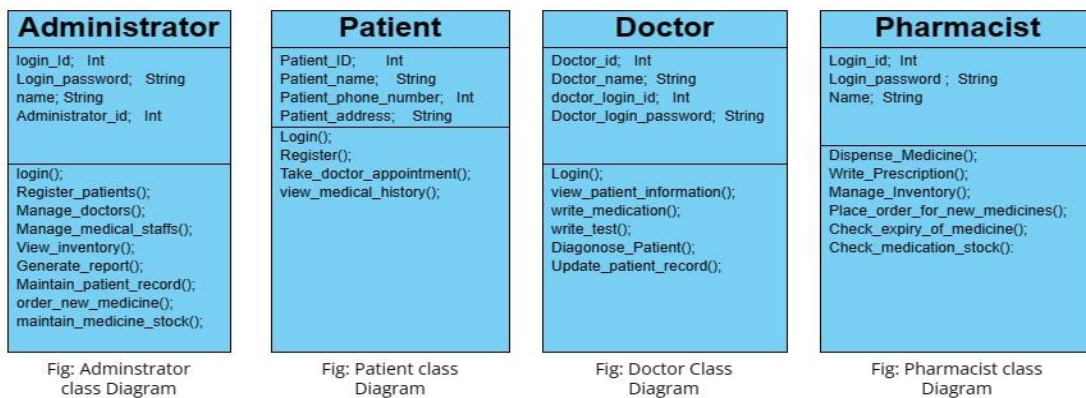 Administrator
login_Id; Int
Login_password; String
name; String
Administrator_id; Int
login();
Register_patients();
Manage_doctors();
Manage_medical_staffs();
View_inventory();
Generate_report();
Maintain_patient_record();
order_new_medicine();
maintain_medicine_stock();
Fig: Adminstrator
class Diagram
Patient
Patient_ID; Int
Patient_name; String
Patient_phone_number; Int
Patient_address; String
Login();
Register();
Take_doctor_appointment();
view_medical_history();
Fig: Patient class
Diagram
Doctor
Doctor_id; Int
Doctor_name; String
doctor_login_id; Int
Doctor_login_password; String
Login();
view_patient_information();
write_medication();
write_test();
Diagonose_Patient();
Update_patient_record();
Fig: Doctor Class
Diagram
Pharmacist
Login_id; Int
Login_password ; String
Name; String
Dispense_Medicine();
Write_Prescription();
Manage_Inventory();
Place_order_for_new_medicines();
Check_expiry_of_medicine();
Check_medication_stock():
Fig: Pharmacist class
Diagram